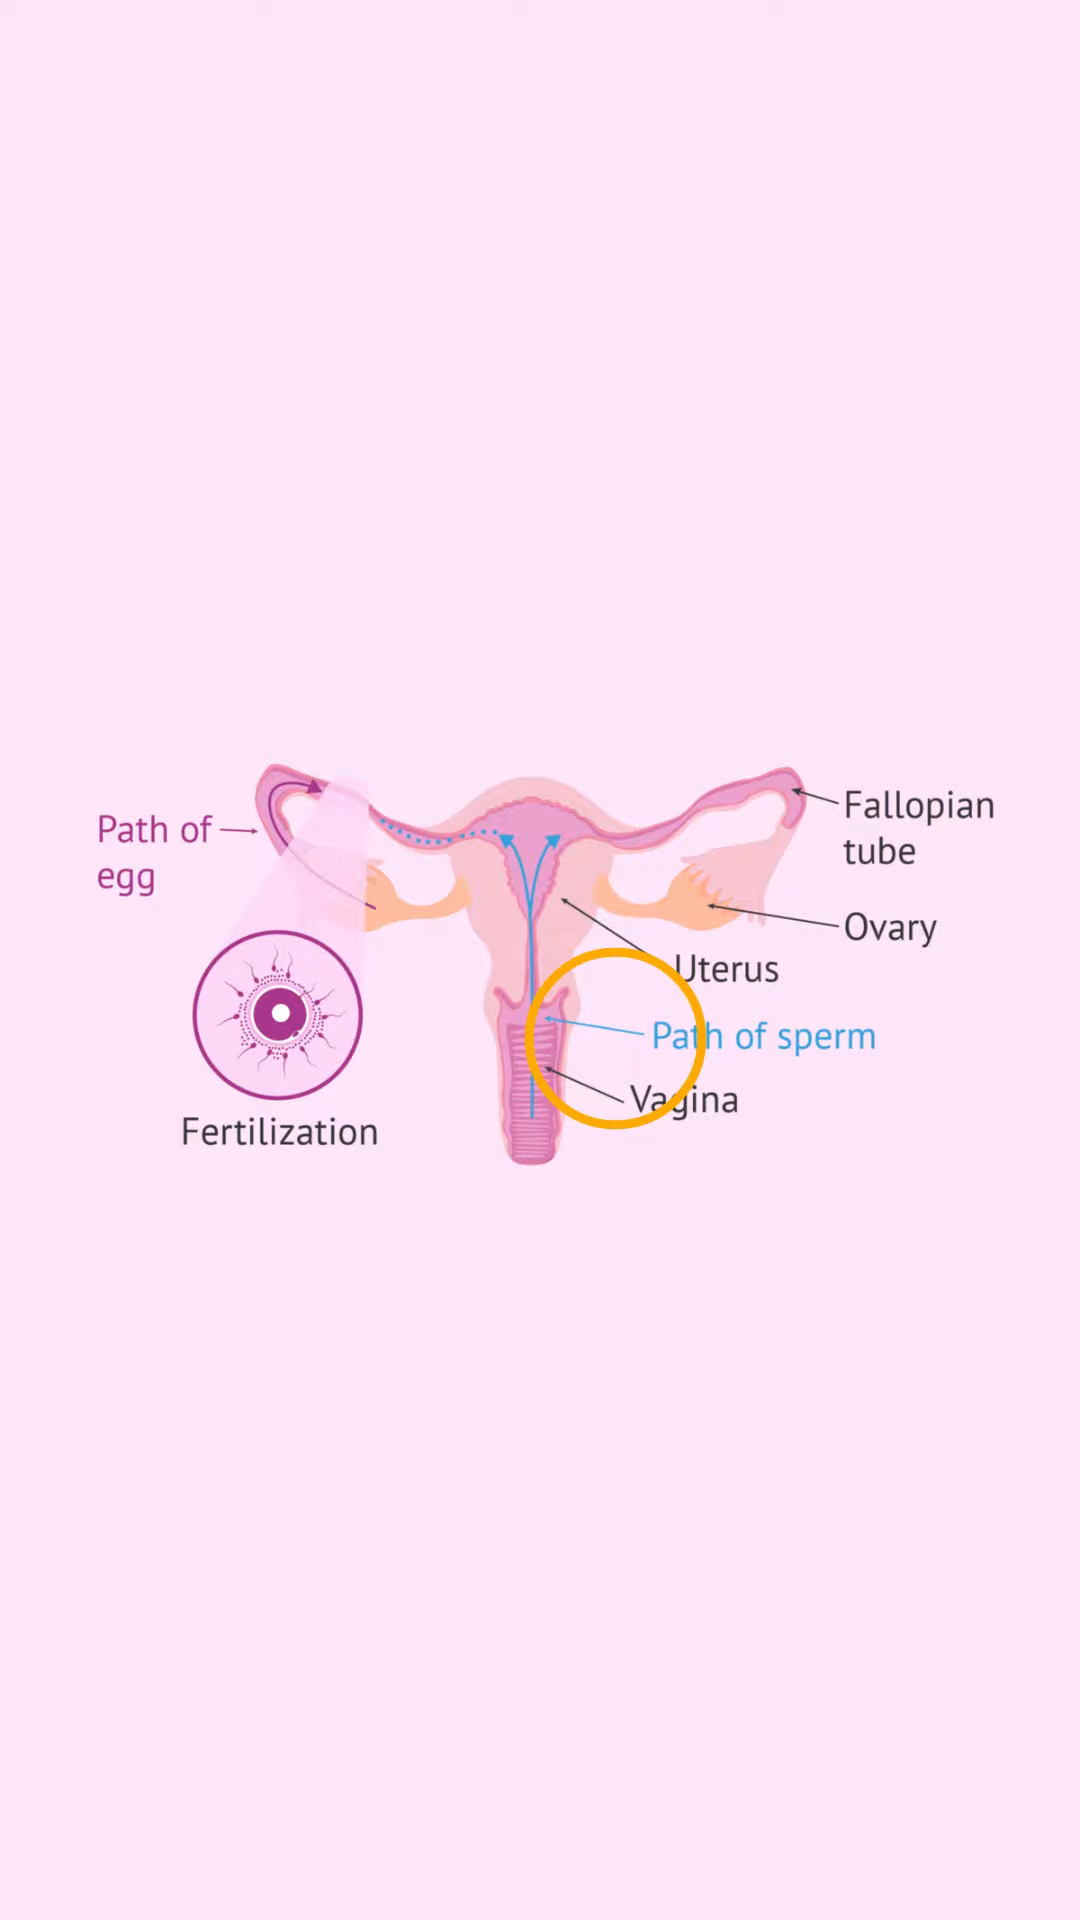 Path of
egg
Fallopian
tube
Ovary
Uterus
Path of sperm
Vagina
Fertilization